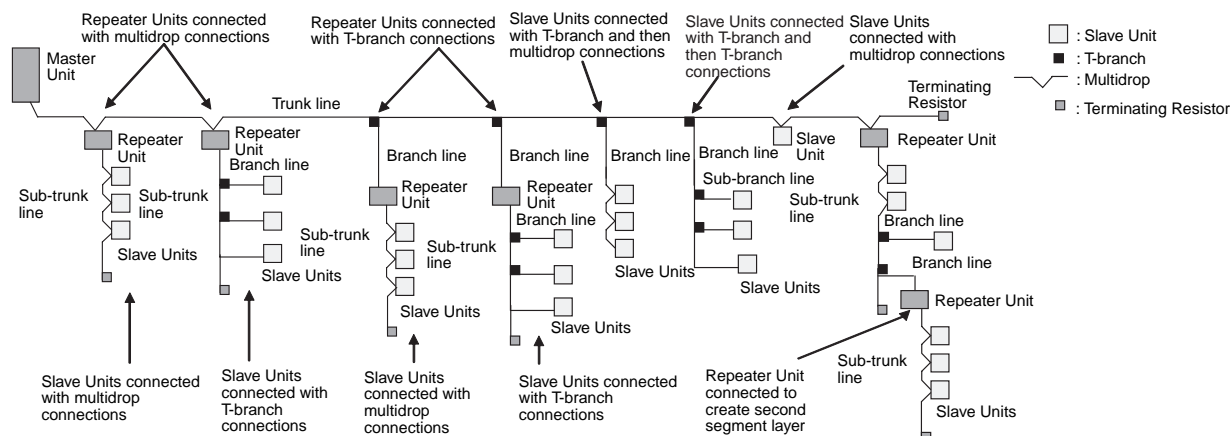 Repeater Units connected
with multidrop connections
Repeater Units connected
with T-branch connections
Slave Units connected
with T-branch and then
multidrop connections
Slave Units connected
with T-branch and
then T-branch
connections
Slave Units
connected with
multidrop connections
: Slave Unit
: T-branch
: Multidrop
: Terminating Resistor
Master
Unit
Trunk line
Terminating
Resistor
Repeater
Unit
Repeater
Unit
Branch line
Branch line
Branch line
Branch line
Branch line
Slave
Unit
Repeater Unit
Sub-trunk
line
Sub-trunk
line
Slave Units
Slave Units
Repeater
Unit
Sub-trunk
line
Sub-trunk
line
Slave Units
Repeater
Unit
Branch line
Slave Units
Slave Units
Sub-branch line
Slave Units
Sub-trunk
line
Branch line
Branch line
Repeater Unit
Sub-trunk
line
Slave Units
Slave Units connected
with multidrop
connections
Slave Units
connected with
T-branch
connections
Slave Units
connected with
multidrop
connections
Slave Units connected
with T-branch
connections
Repeater Unit
connected to
create second
segment layer